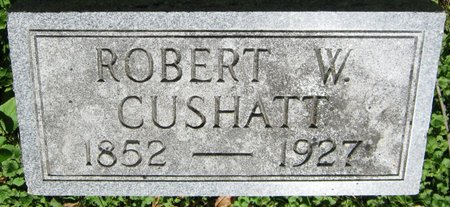 ROBERT W.
CUSHATT
1852 — 1927